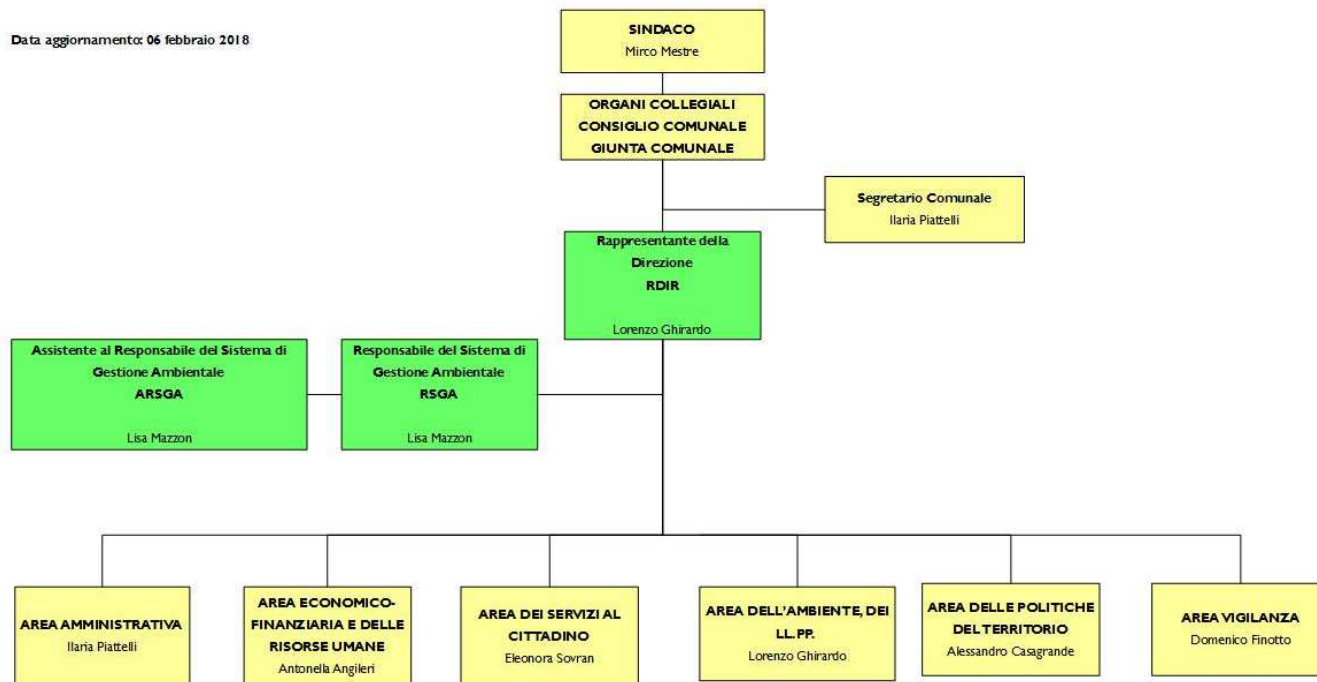 Data aggiornamento: 06 febbraio 2018
SINDACO
Mirco Mestre
ORGANI COLLEGIALI
CONSIGLIO COMUNALE
GIUNTA COMUNALE
Segretario Comunale
Ilaria Piattelli
Rappresentante della
Direzione
RDIR
Lorenzo Ghirardo
Assistente al Responsabile del Sistema di
Gestione Ambientale
ARSGA
Lisa Mazzon
Responsabile del Sistema di
Gestione Ambientale
RSGA
Lisa Mazzon
AREA AMMINISTRATIVA
Ilaria Piattelli
AREA ECONOMICO-
FINANZIARIA E DELLE
RISORSE UMANE
Antonella Angileri
AREA DEI SERVIZI AL
CITTADINO
Eleonora Sovran
AREA DELL'AMBIENTE, DEI
LL.PP.
Lorenzo Ghirardo
AREA DELLE POLITICHE
DEL TERRITORIO
Alessandro Casagrande
AREA VIGILANZA
Domenico Finotto